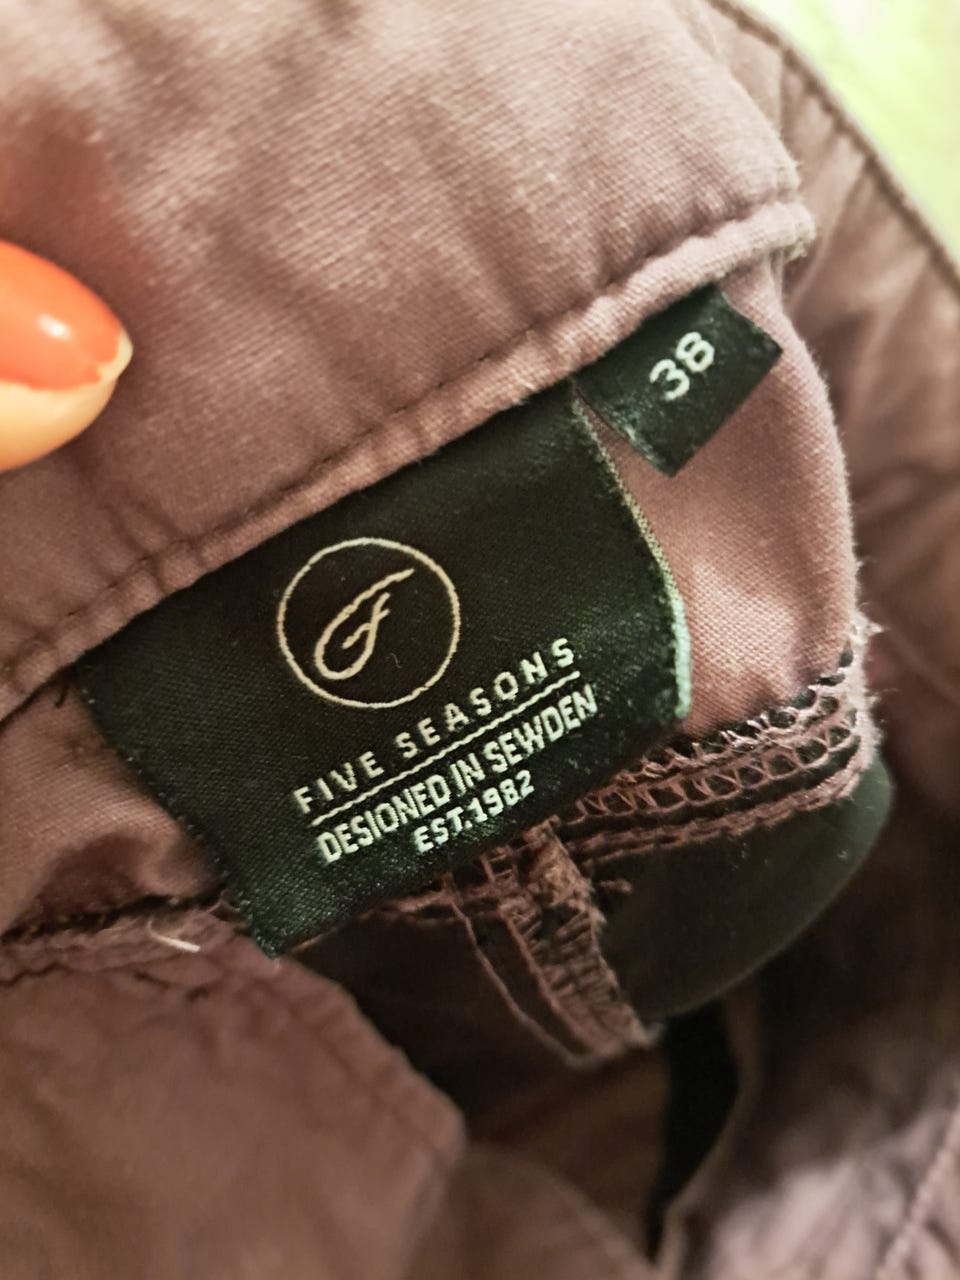 38
FIVE SEASONS
DESIONED IN SEWDEN
EST.1982